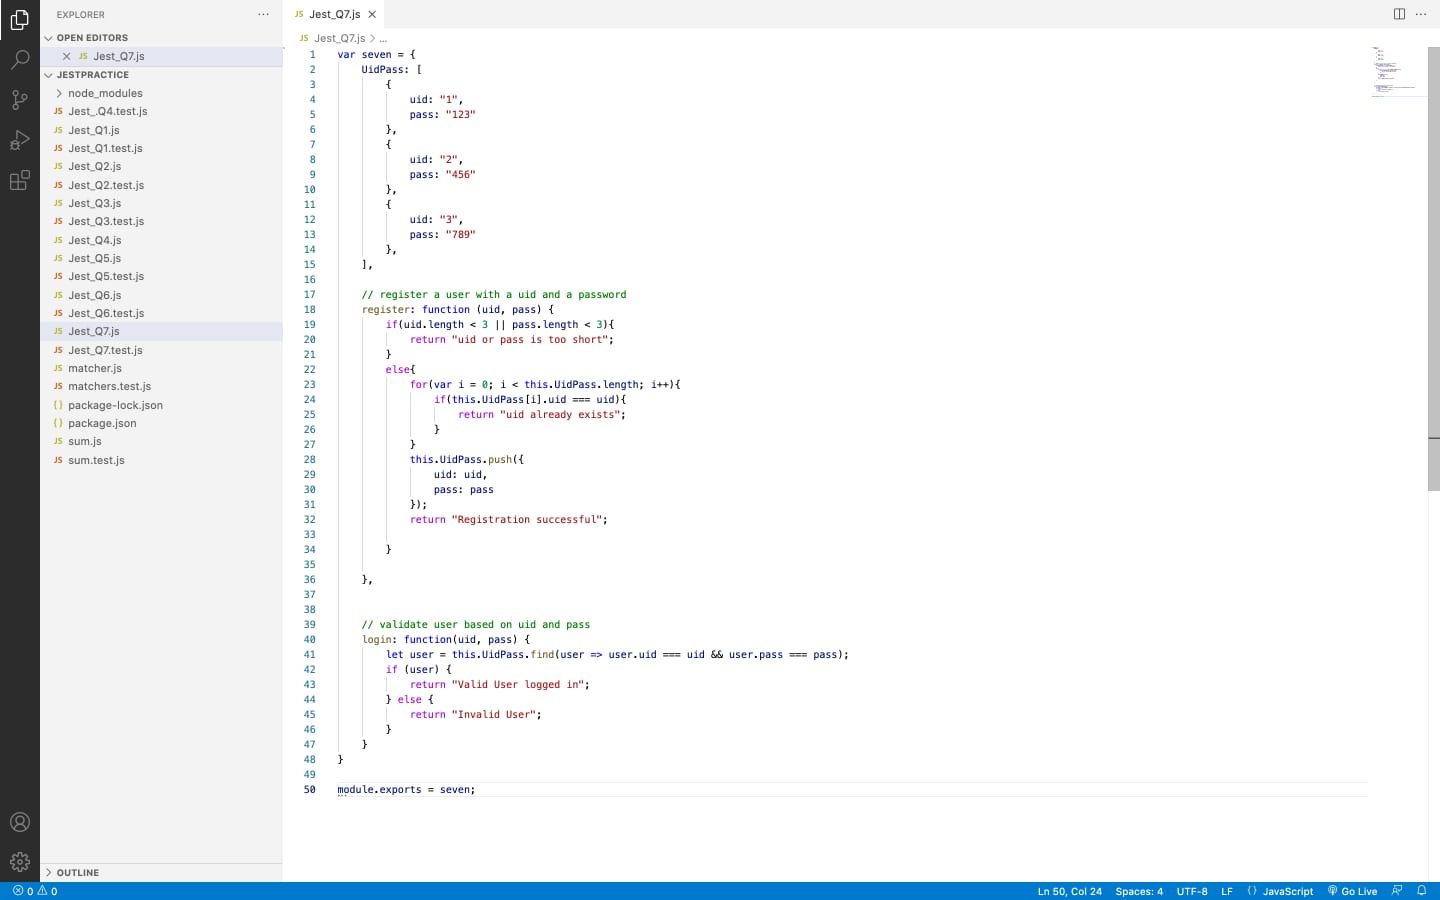 EXPLORER
OPEN EDITORS
JS Jest_Q7.js
JESTPRACTICE
node_modules
JS Jest_.Q4.test.js
JS Jest_Q1.js
JS Jest_Q1.test.js
JS Jest_Q2.js
JS Jest_Q2.test.js
JS Jest_Q3.js
JS Jest_Q3.test.js
JS Jest_Q4.js
JS Jest_Q5.js
JS Jest_Q5.test.js
JS Jest_Q6.js
JS Jest_Q6.test.js
JS Jest_Q7.js
JS Jest_Q7.test.js
JS matcher.js
JS matchers.test.js
{} package-lock.json
{} package.json
JS sum.js
JS sum.test.js
OUTLINE
JS Jest_Q7.js
JS Jest_Q7.js > ...
1 var seven = {
2     UidPass: [
3         {
4             uid: "1",
5             pass: "123"
6         },
7         {
8             uid: "2",
9             pass: "456"
10         },
11         {
12             uid: "3",
13             pass: "789"
14         },
15     ],
16
17     // register a user with a uid and a password
18     register: function (uid, pass) {
19         if(uid.length < 3 || pass.length < 3){
20             return "uid or pass is too short";
21         }
22         else{
23             for(var i = 0; i < this.UidPass.length; i++){
24                 if(this.UidPass[i].uid === uid){
25                     return "uid already exists";
26                 }
27             }
28             this.UidPass.push({
29                 uid: uid,
30                 pass: pass
31             });
32             return "Registration successful";
33
34         }
35
36     },
37
38
39     // validate user based on uid and pass
40     login: function(uid, pass) {
41         let user = this.UidPass.find(user => user.uid === uid && user.pass === pass);
42         if (user) {
43             return "Valid User logged in";
44         } else {
45             return "Invalid User";
46         }
47     }
48 }
49
50 module.exports = seven;
0 0 Ln 50, Col 24 Spaces: 4 UTF-8 LF {} JavaScript Go Live